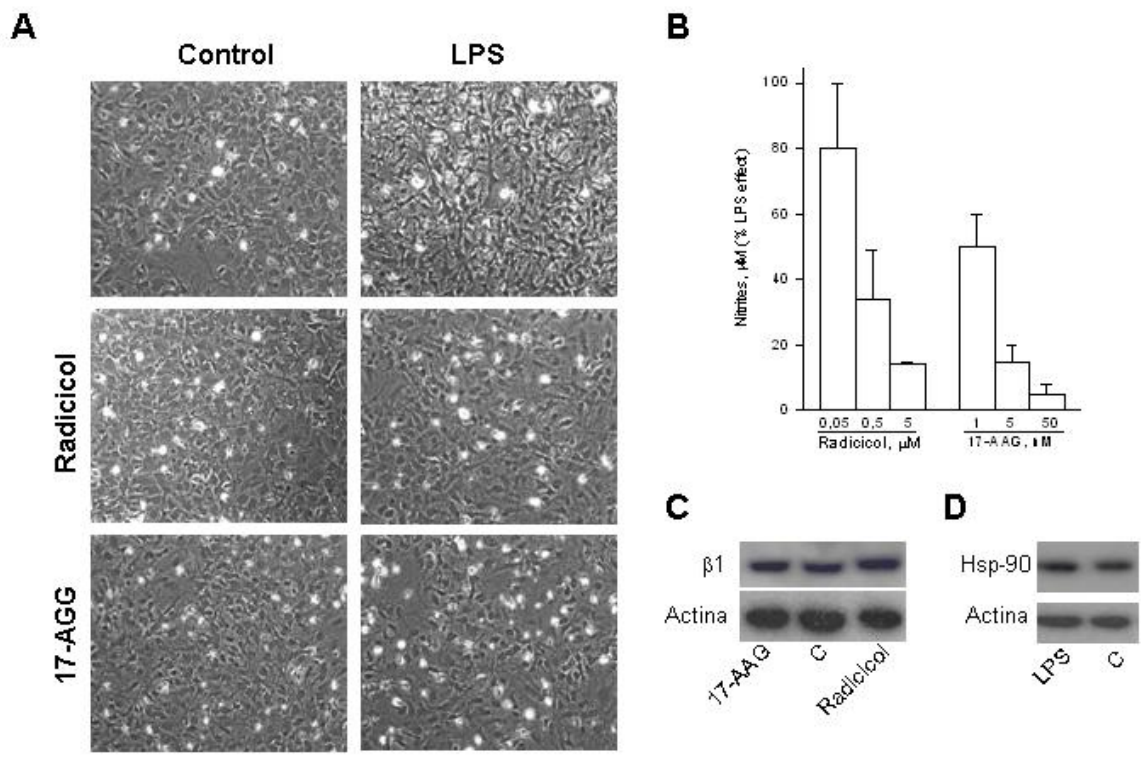 A
Control LPS
Radicicol
17-AGG
B
Nitrites, µM (% LPS effect)
100
80
60
40
20
0
0,05 0,5 5 1 5 50
Radicicol, µM 17-AAG, nM
C
β1
Actina
17-AAG C Radicicol
D
Hsp-90
Actina
LPS C